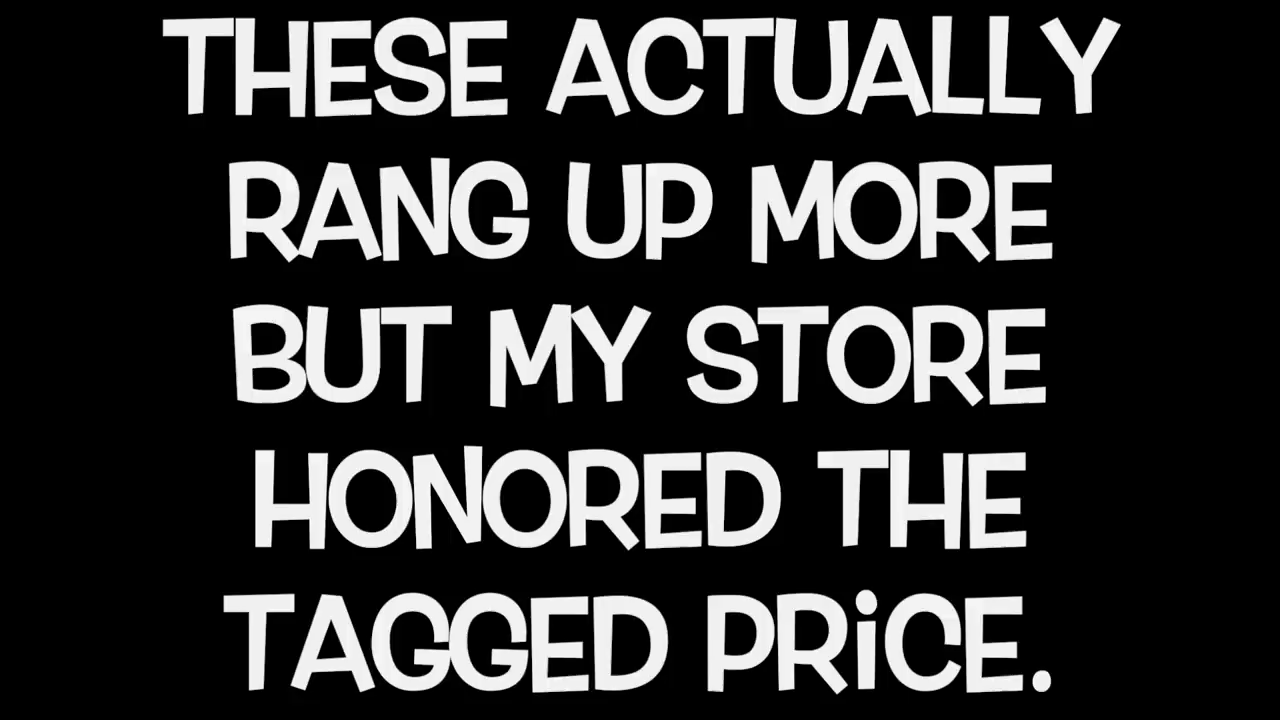 THESE ACTUALLY
RANG UP MORE
BUT MY STORE
HONORED THE
TAGGED PRiCE.